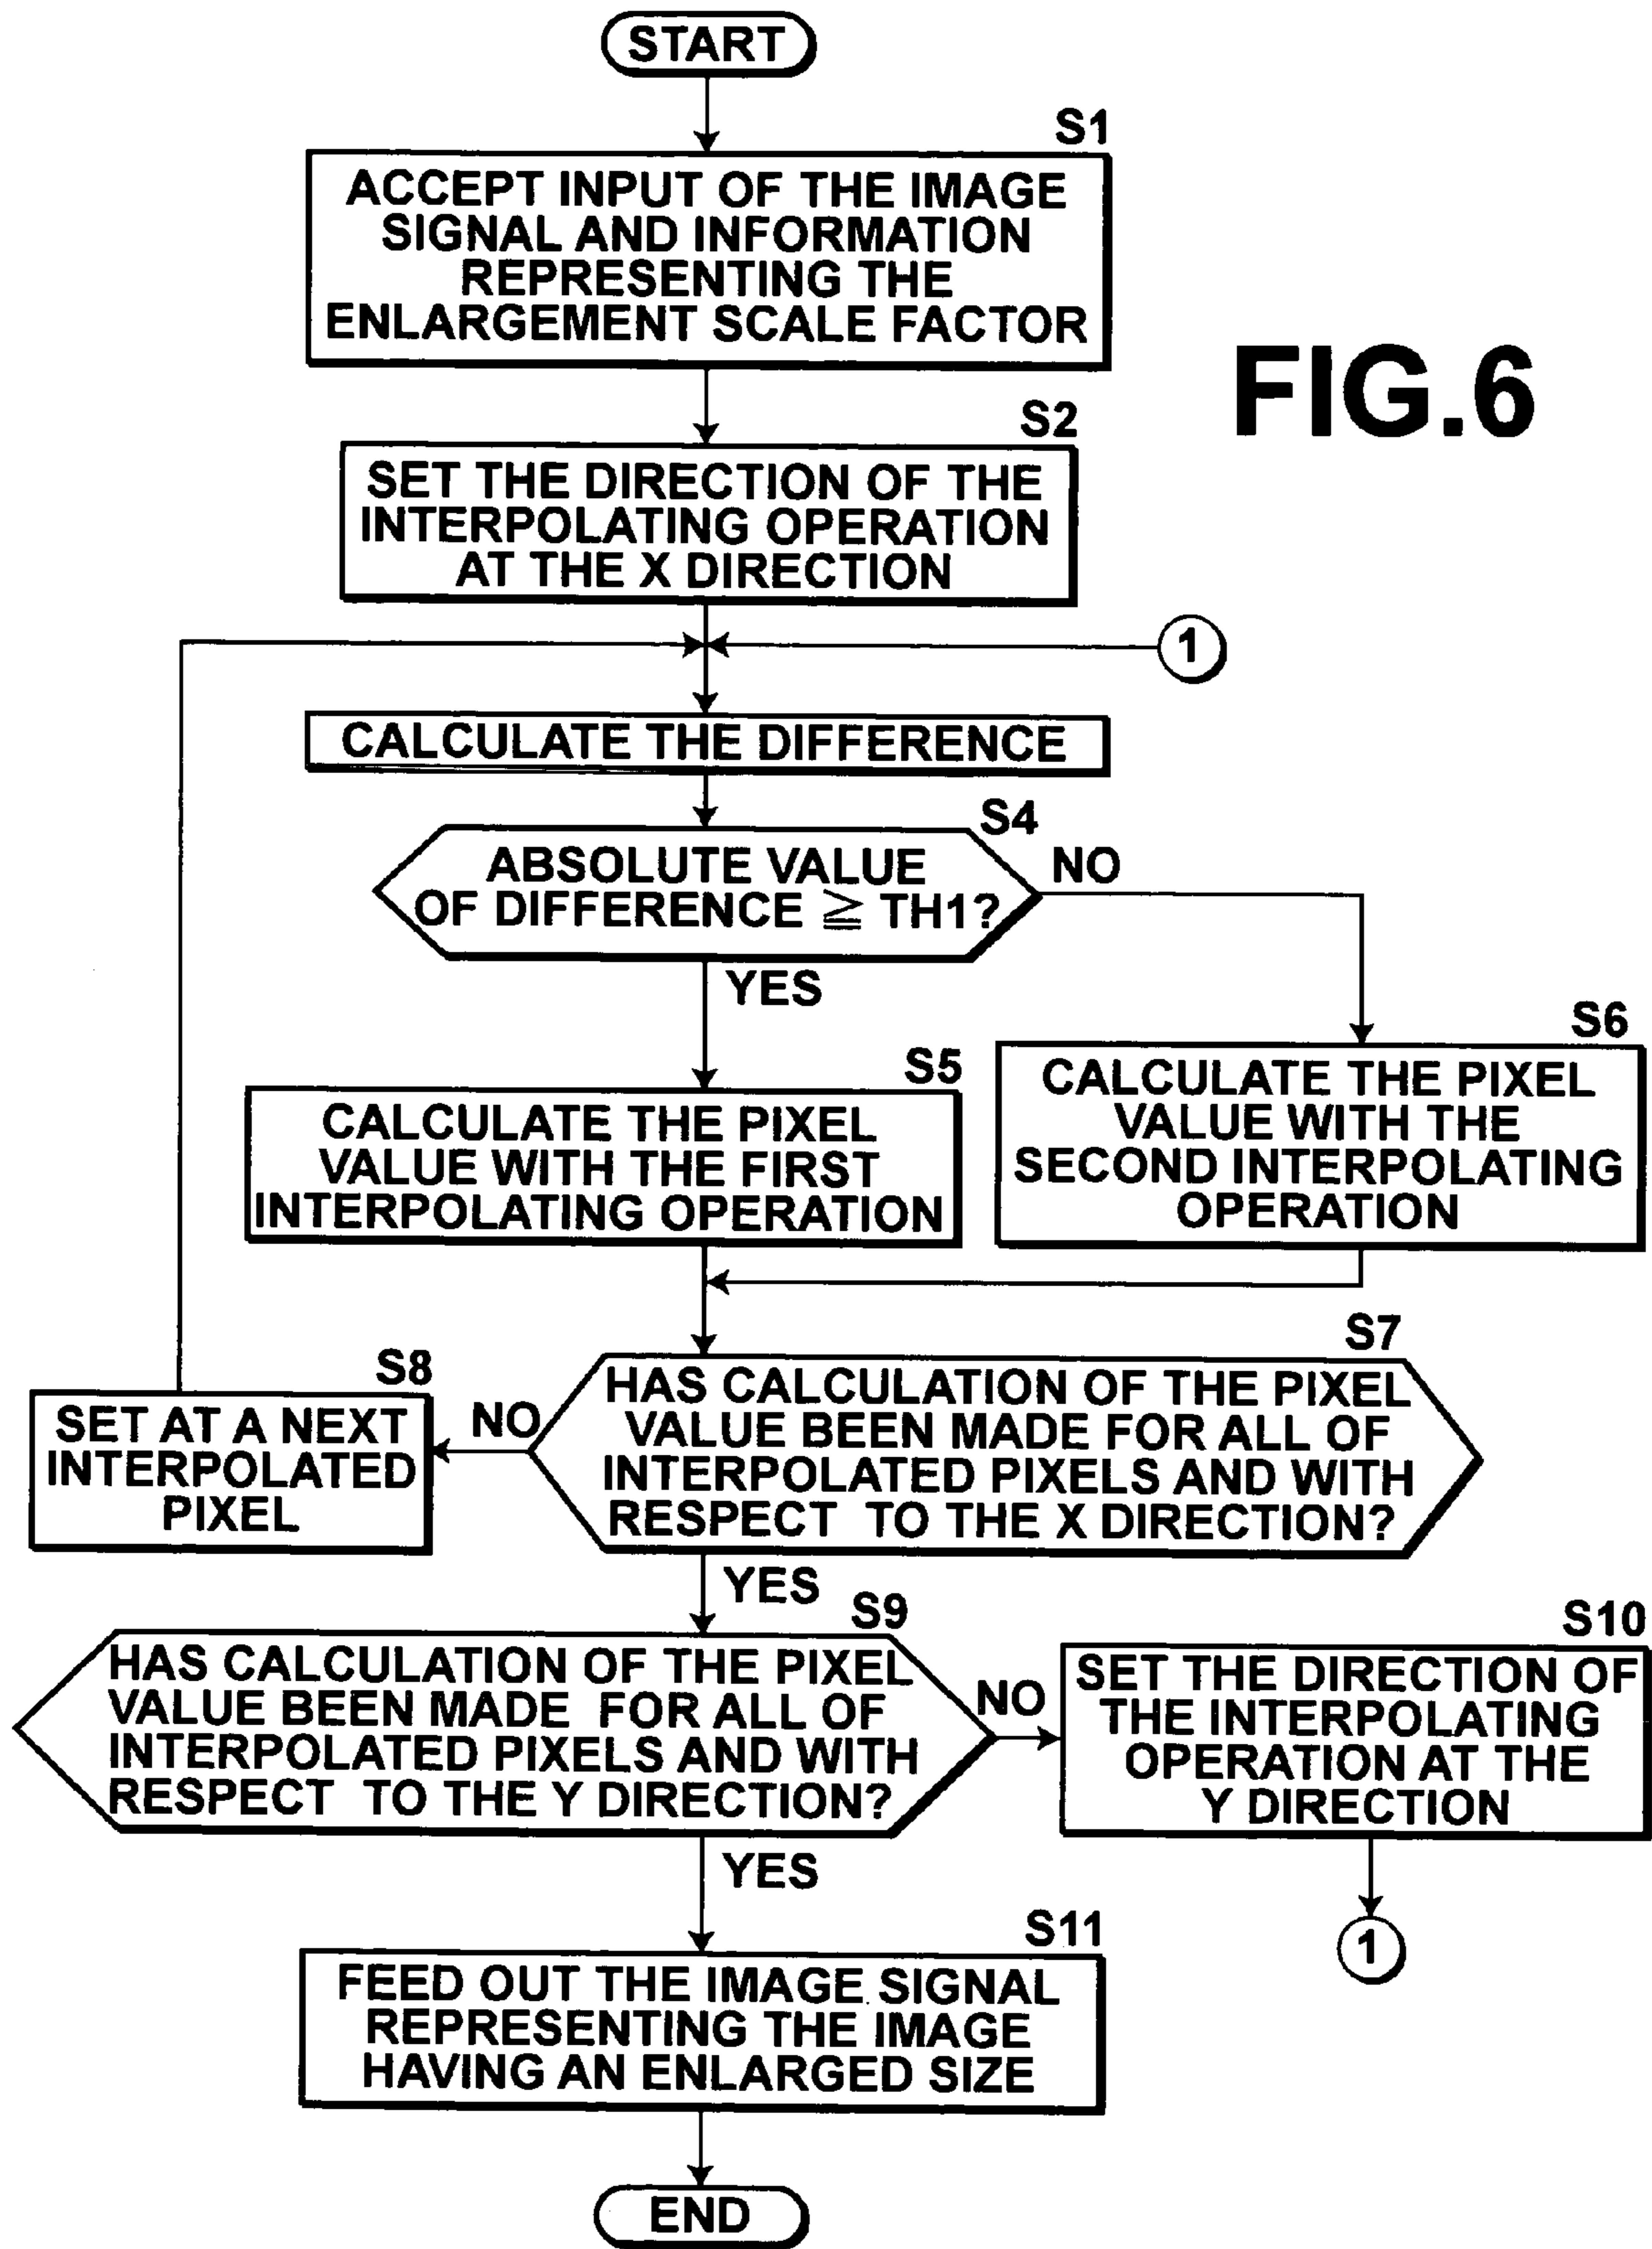 START
S1
ACCEPT INPUT OF THE IMAGE
SIGNAL AND INFORMATION
REPRESENTING THE
ENLARGEMENT SCALE FACTOR
FIG.6
S2
SET THE DIRECTION OF THE
INTERPOLATING OPERATION
AT THE X DIRECTION
1
CALCULATE THE DIFFERENCE
S4
ABSOLUTE VALUE
OF DIFFERENCE ≧ TH1?
NO
YES
S5
CALCULATE THE PIXEL
VALUE WITH THE FIRST
INTERPOLATING OPERATION
S6
CALCULATE THE PIXEL
VALUE WITH THE
SECOND INTERPOLATING
OPERATION
S7
HAS CALCULATION OF THE PIXEL
VALUE BEEN MADE FOR ALL OF
INTERPOLATED PIXELS AND WITH
RESPECT TO THE X DIRECTION?
NO
S8
SET AT A NEXT
INTERPOLATED
PIXEL
YES
S9
HAS CALCULATION OF THE PIXEL
VALUE BEEN MADE FOR ALL OF
INTERPOLATED PIXELS AND WITH
RESPECT TO THE Y DIRECTION?
NO
S10
SET THE DIRECTION OF
THE INTERPOLATING
OPERATION AT THE
Y DIRECTION
1
YES
S11
FEED OUT THE IMAGE SIGNAL
REPRESENTING THE IMAGE
HAVING AN ENLARGED SIZE
END